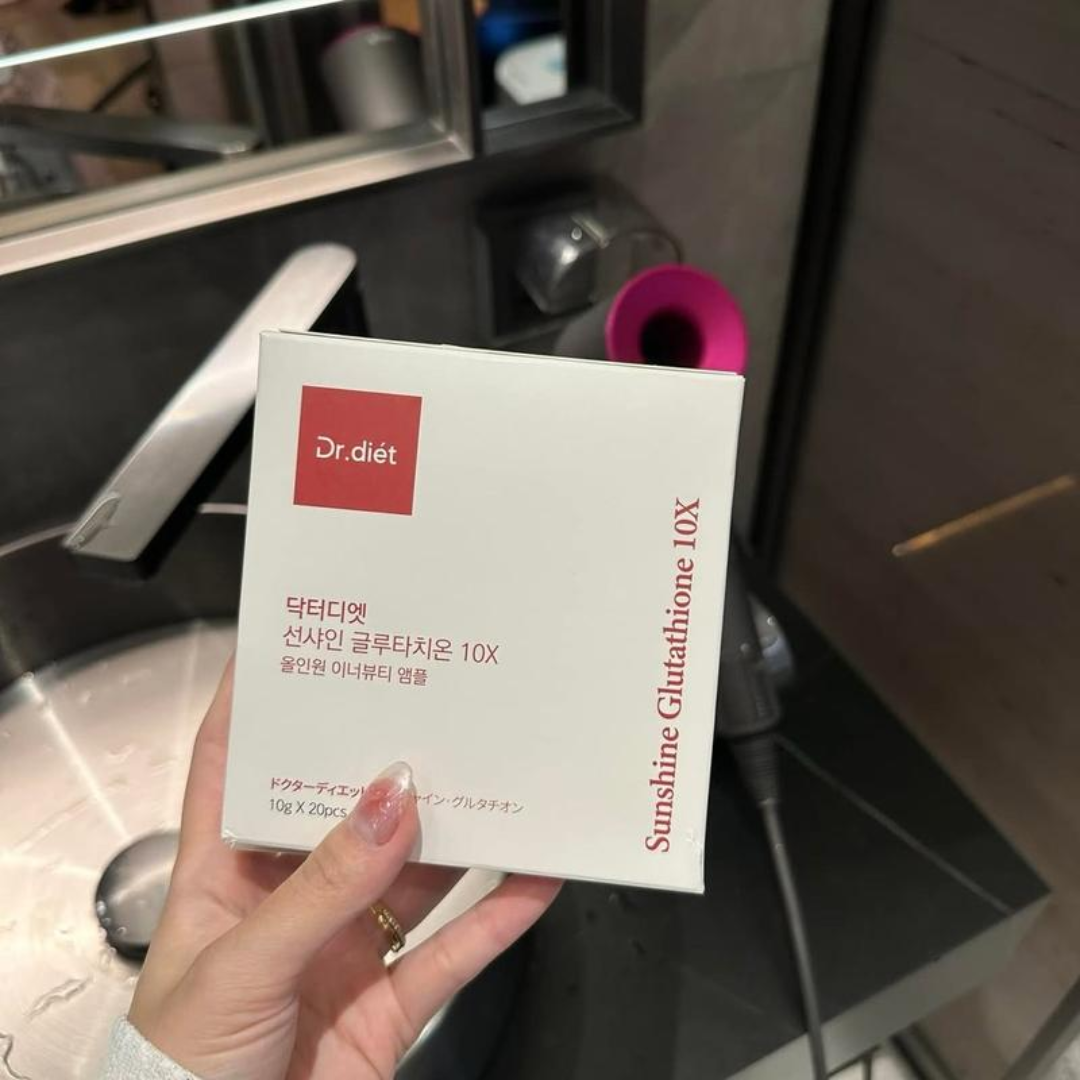 Dr.diét
닥터디엣
선샤인 글루타치온 10X
올인원 이너뷰티 앰플
ドクターディエット イン・グルタチオン
10g X 20pcs
Sunshine Glutathione 10X